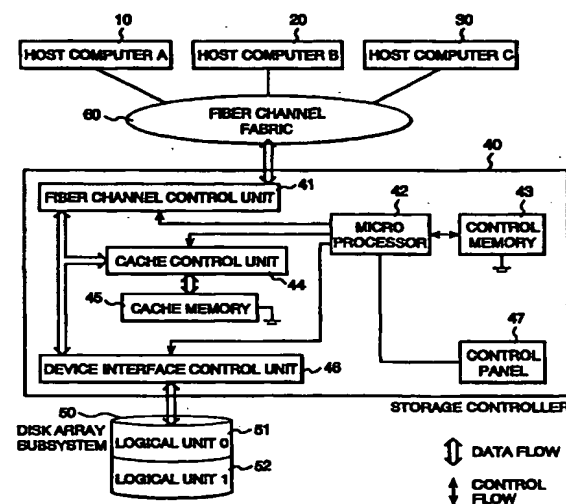 10
20
30
HOST COMPUTER A
HOST COMPUTER B
HOST COMPUTER C
60
FIBER CHANNEL
FABRIC
40
41
FIBER CHANNEL CONTROL UNIT
42
43
MICRO
PROCESSOR
CONTROL
MEMORY
CACHE CONTROL UNIT
44
45
CACHE MEMORY
47
CONTROL
PANEL
DEVICE INTERFACE CONTROL UNIT
46
STORAGE CONTROLLER
50
51
DISK ARRAY
SUBSYSTEM
LOGICAL UNIT 0
LOGICAL UNIT 1
52
DATA FLOW
CONTROL
FLOW